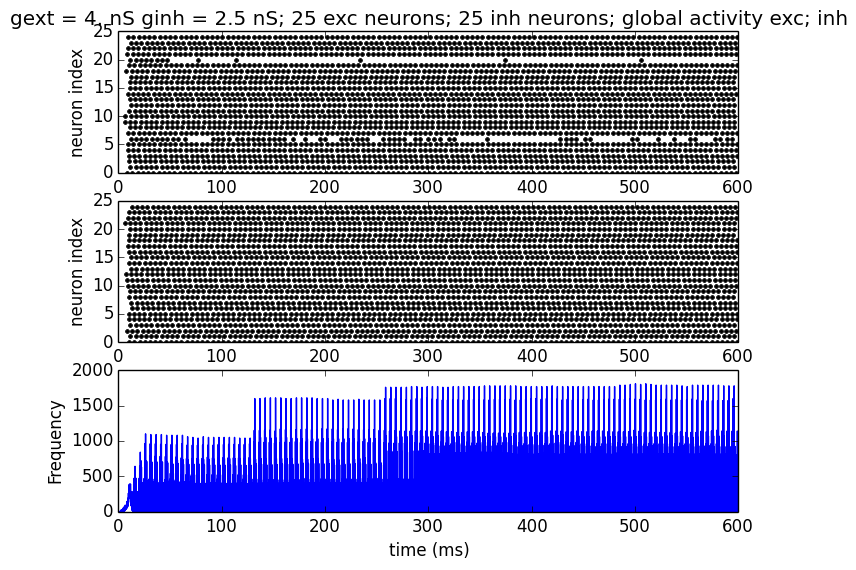 gext = 4. nS ginh = 2.5 nS; 25 exc neurons; 25 inh neurons; global activity exc; inh
25
20
15
10
5
0
neuron index
0 100 200 300 400 500 600
25
20
15
10
5
0
neuron index
0 100 200 300 400 500 600
2000
1500
1000
500
0
Frequency
0 100 200 300 400 500 600
time (ms)